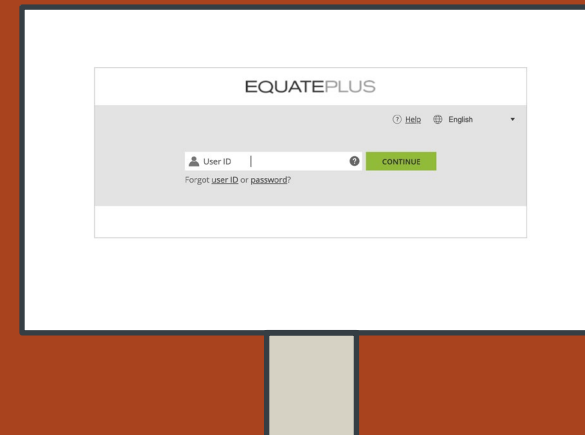 EQUATEPLUS
? Help English
User ID ? CONTINUE
Forgot user ID or password?